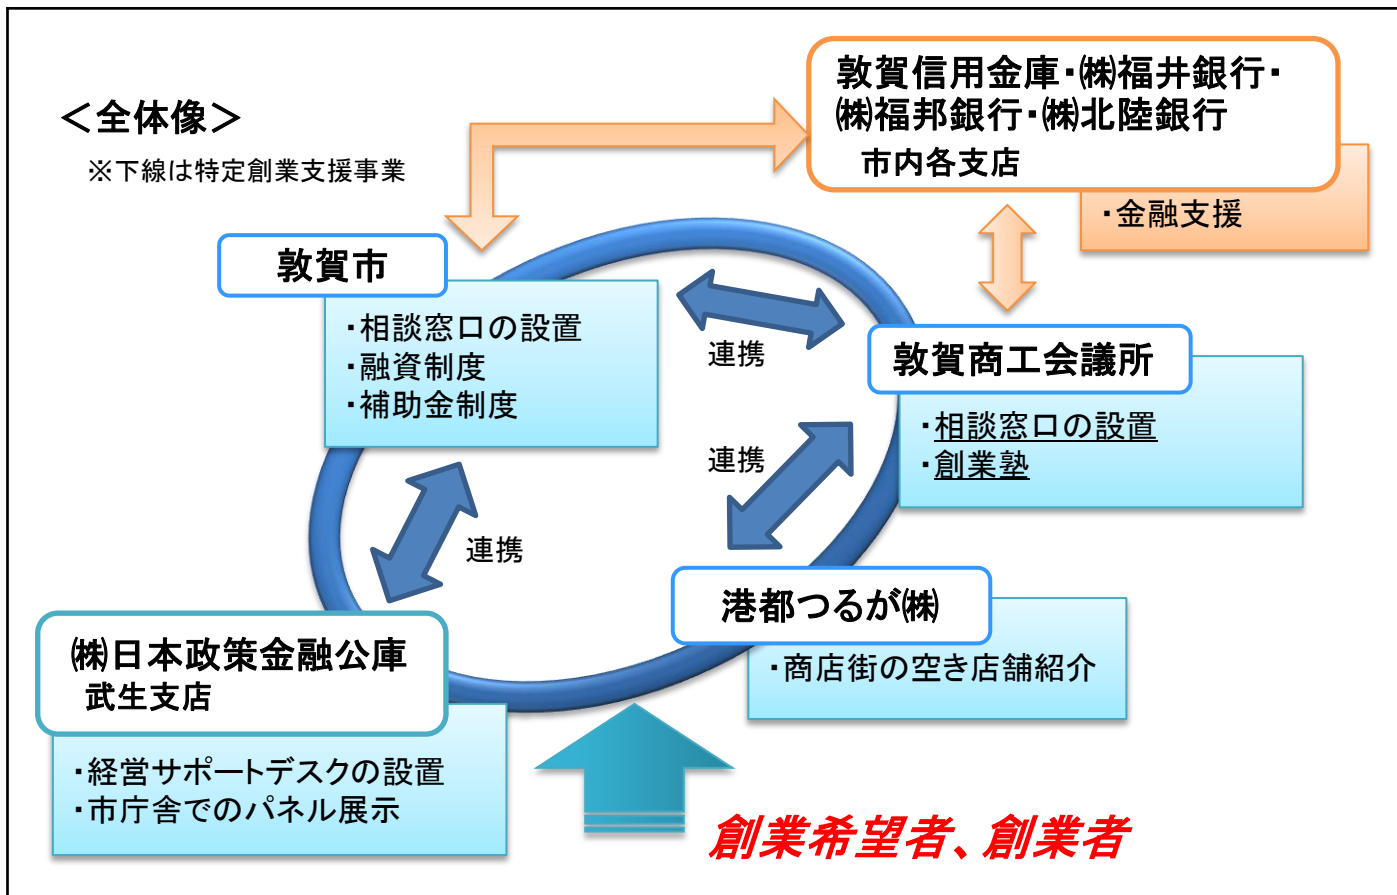 <全体像>
※下線は特定創業支援事業
敦賀信用金庫・㈱福井銀行・
㈱福邦銀行・㈱北陸銀行
市内各支店
・金融支援
敦賀市
・相談窓口の設置
・融資制度
・補助金制度
連携
敦賀商工会議所
・相談窓口の設置
・創業塾
連携
連携
港都つるが㈱
・商店街の空き店舗紹介
㈱日本政策金融公庫
武生支店
・経営サポートデスクの設置
・市庁舎でのパネル展示
創業希望者、創業者